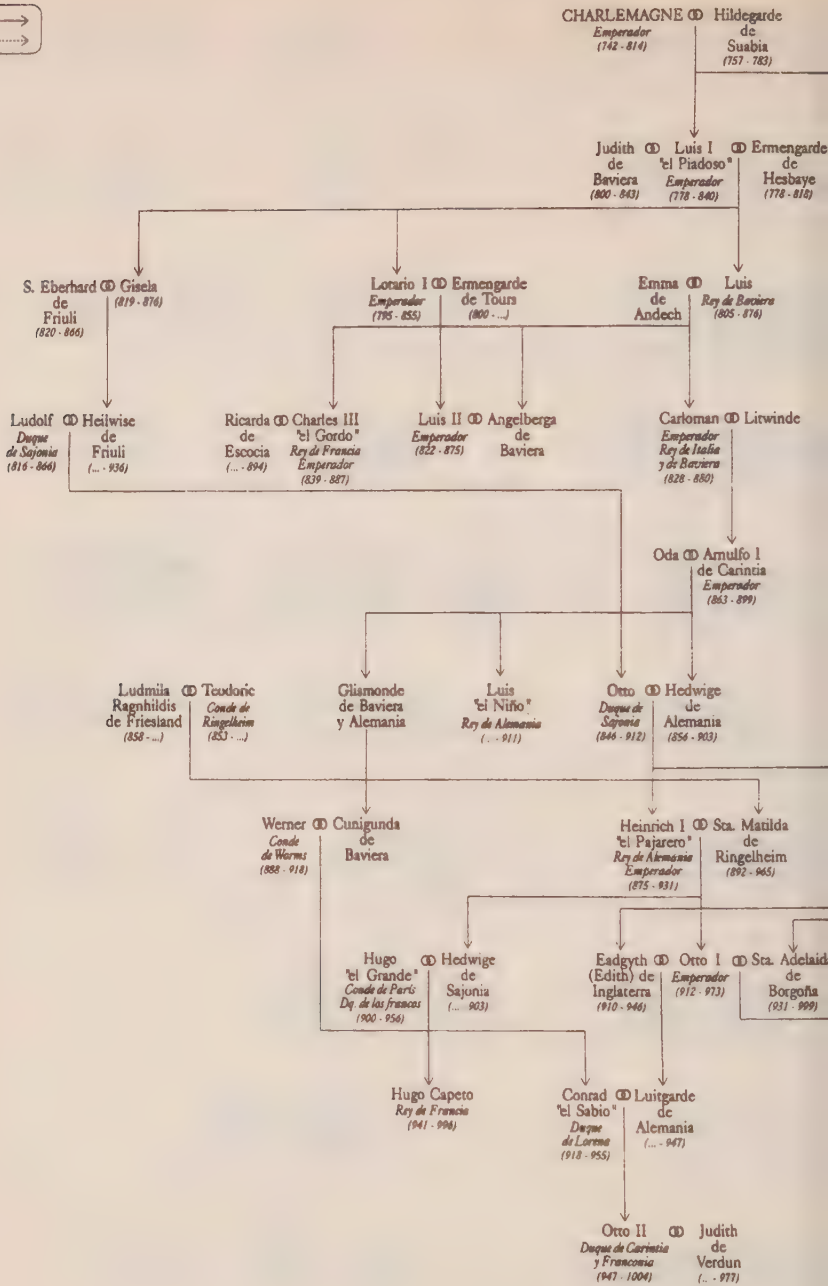 CHARLEMAGNE ⚭ Hildegarde
Emperador
(742 - 814)
de
Suabia
(757 - 783)
Judith ⚭ Luis I ⚭ Ermengarde
de
Baviera
(800 - 843)
"el Piadoso"
Emperador
(778 - 840)
de
Hesbaye
(778 - 818)
S. Eberhard ⚭ Gisela
de
Friuli
(820 - 866)
(819 - 876)
Lotario I ⚭ Ermengarde
Emperador
(795 - 855)
de Tours
(800 - ...)
Emma ⚭ Luis
de
Andech
Rey de Baviera
(805 - 876)
Ludolf ⚭ Heilwise
Duque
de Sajonia
(816 - 866)
de
Friuli
(... - 936)
Ricarda ⚭ Charles III
de
Escocia
(... - 894)
"el Gordo"
Rey de Francia
Emperador
(839 - 887)
Luis II ⚭ Angelberga
Emperador
(822 - 875)
de
Baviera
Carloman ⚭ Litwinde
Emperador
Rey de Italia
y de Baviera
(828 - 880)
Oda ⚭ Arnulfo I
de Carintia
Emperador
(863 - 899)
Ludmila ⚭ Teodoric
Ragnhildis
de Friesland
(858 - ...)
Conde de
Ringelheim
(853 - ...)
Glismonde
de Baviera
y Alemania
Luis
"el Niño"
Rey de Alemania
(.. - 911)
Otto ⚭ Hedwige
Duque de
Sajonia
(846 - 912)
de
Alemania
(856 - 903)
Werner ⚭ Cunigunda
Conde
de Worms
(888 - 918)
de
Baviera
Heinrich I ⚭ Sta. Matilda
"el Pajarero"
Rey de Alemania
Emperador
(875 - 931)
de
Ringelheim
(892 - 965)
Hugo ⚭ Hedwige
"el Grande"
Conde de París
Dq. de los francos
(900 - 956)
de
Sajonia
(... 903)
Eadgyth ⚭ Otto I ⚭ Sta. Adelaid
(Edith) de
Inglaterra
(910 - 946)
Emperador
(912 - 973)
de
Borgoña
(931 - 999)
Hugo Capeto
Rey de Francia
(941 - 996)
Conrad ⚭ Luitgarde
"el Sabio"
Duque
de Lorena
(918 - 955)
de
Alemania
(... - 947)
Otto II ⚭ Judith
Duque de Carintia
y Franconia
(947 - 1004)
de
Verdun
(.. - 977)